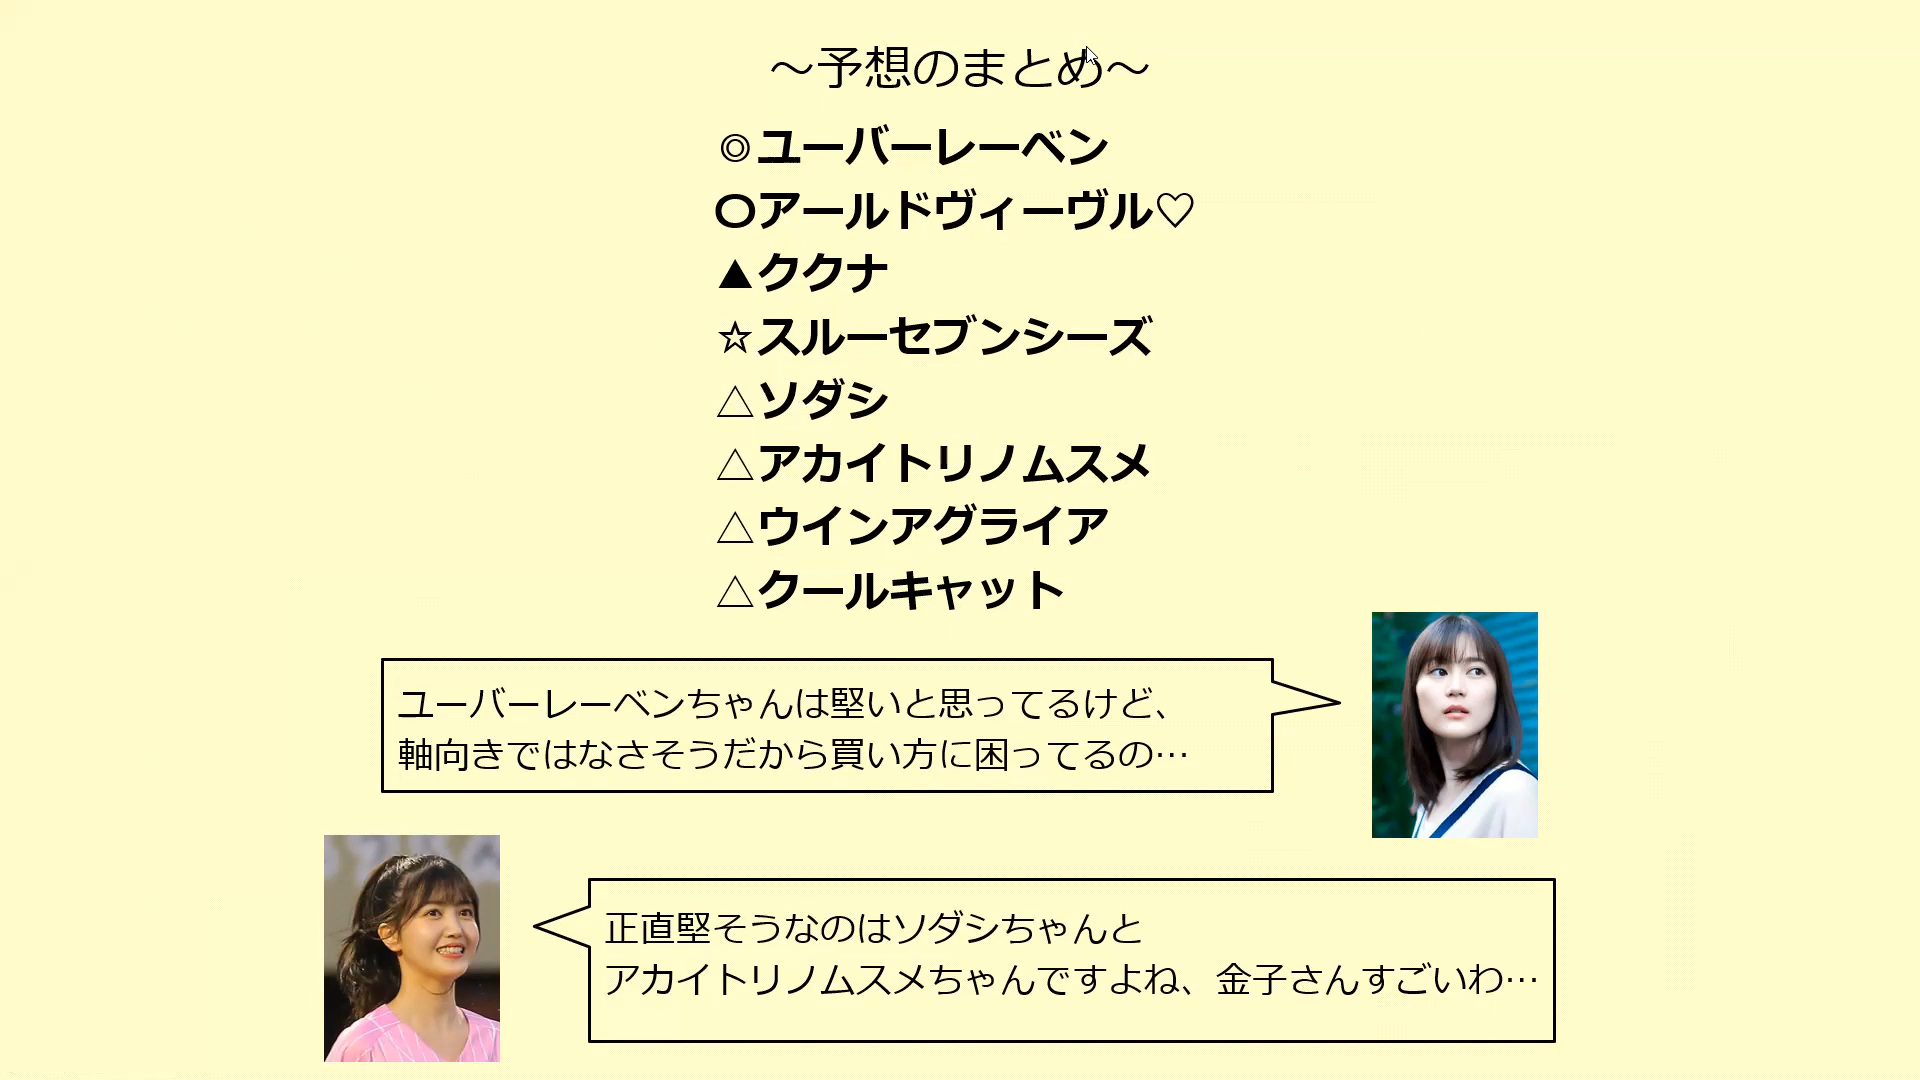 ～予想のまとめ～
◎ユーバーレーベン
〇アールドヴィーヴル♡
▲ククナ
☆スルーセブンシーズ
△ソダシ
△アカイトリノムスメ
△ウインアグライア
△クールキャット
ユーバーレーベンちゃんは堅いと思ってるけど、
軸向きではなさそうだから買い方に困ってるの…
正直堅そうなのはソダシちゃんと
アカイトリノムスメちゃんですよね、金子さんすごいわ…